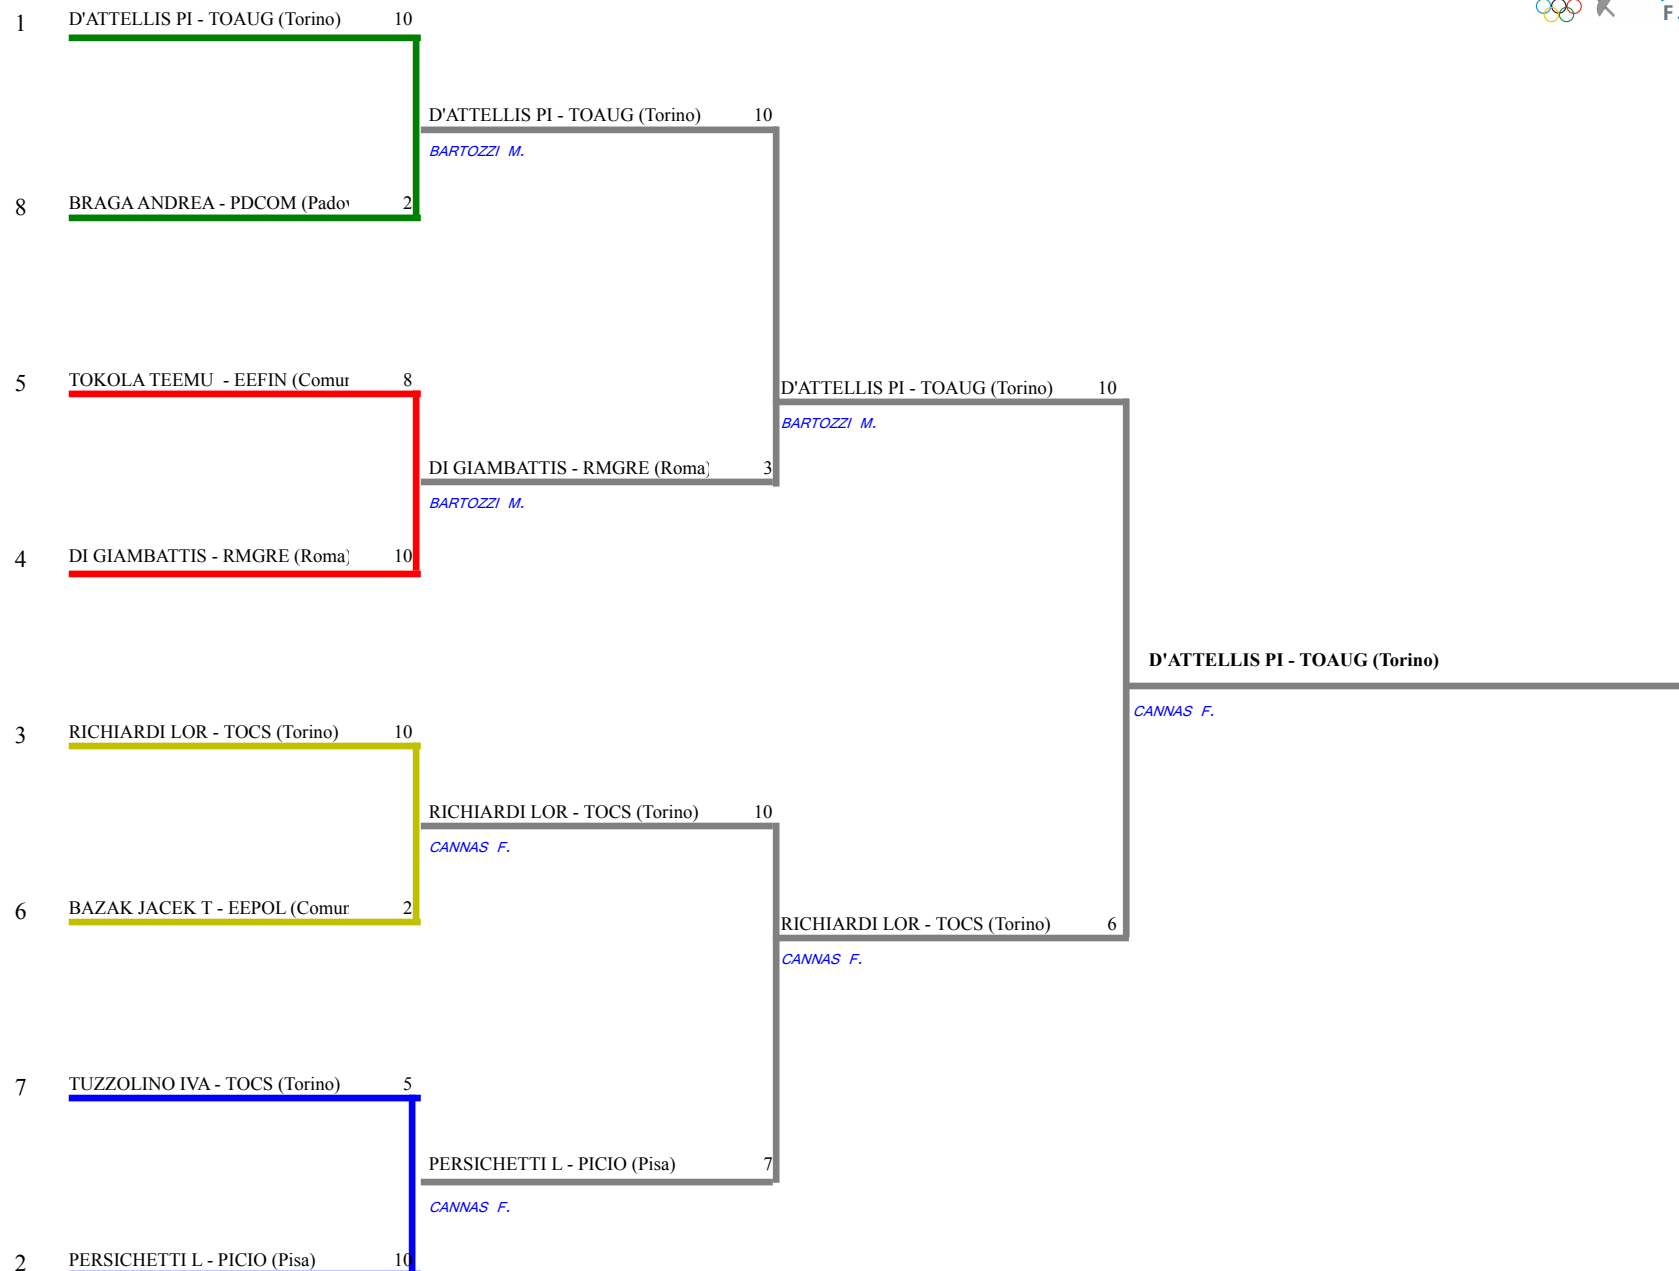 1 D'ATTELLIS PI - TOAUG (Torino) 10
F
D'ATTELLIS PI - TOAUG (Torino) 10
BARTOZZI M.
8 BRAGA ANDREA - PDCOM (Padov 2
5 TOKOLA TEEMU - EEFIN (Comur 8
D'ATTELLIS PI - TOAUG (Torino) 10
BARTOZZI M.
DI GIAMBATTIS - RMGRE (Roma) 3
BARTOZZI M.
4 DI GIAMBATTIS - RMGRE (Roma) 10
D'ATTELLIS PI - TOAUG (Torino)
CANNAS F.
3 RICHIARDI LOR - TOCS (Torino) 10
RICHIARDI LOR - TOCS (Torino) 10
CANNAS F.
6 BAZAK JACEK T - EEPOL (Comur 2
RICHIARDI LOR - TOCS (Torino) 6
CANNAS F.
7 TUZZOLINO IVA - TOCS (Torino) 5
PERSICHETTI L - PICIO (Pisa) 7
CANNAS F.
2 PERSICHETTI L - PICIO (Pisa) 10